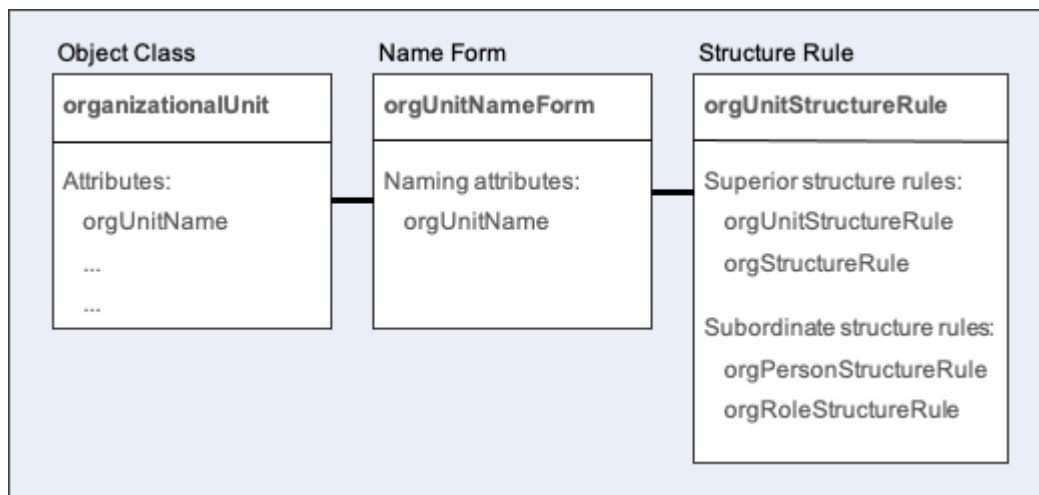 Object Class
organizationalUnit
Attributes:
orgUnitName
...
...
Name Form
orgUnitNameForm
Naming attributes:
orgUnitName
Structure Rule
orgUnitStructureRule
Superior structure rules:
orgUnitStructureRule
orgStructureRule
Subordinate structure rules:
orgPersonStructureRule
orgRoleStructureRule